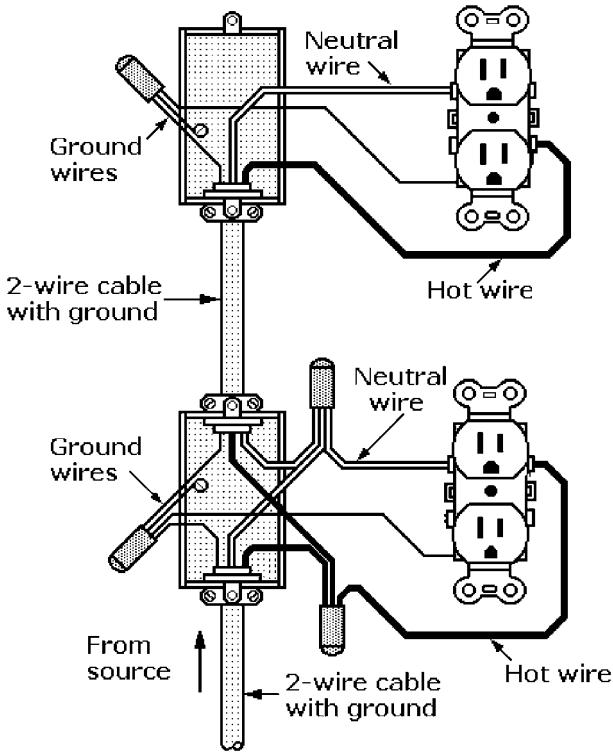 Neutral
wire
Ground
wires
Hot wire
2-wire cable
with ground
Neutral
wire
Ground
wires
From
source
Hot wire
2-wire cable
with ground